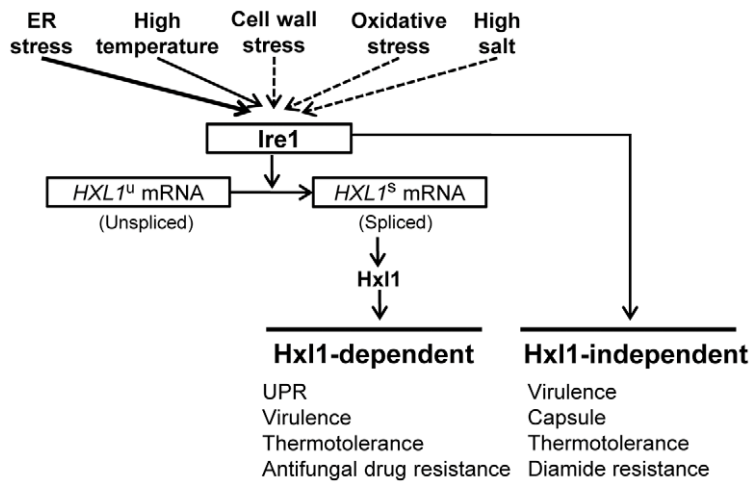 ER stress
High temperature
Cell wall stress
Oxidative stress
High salt
Ire1
HXL1ᵘ mRNA
HXL1ˢ mRNA
(Unspliced)
(Spliced)
Hxl1
Hxl1-dependent
UPR
Virulence
Thermotolerance
Antifungal drug resistance
Hxl1-independent
Virulence
Capsule
Thermotolerance
Diamide resistance